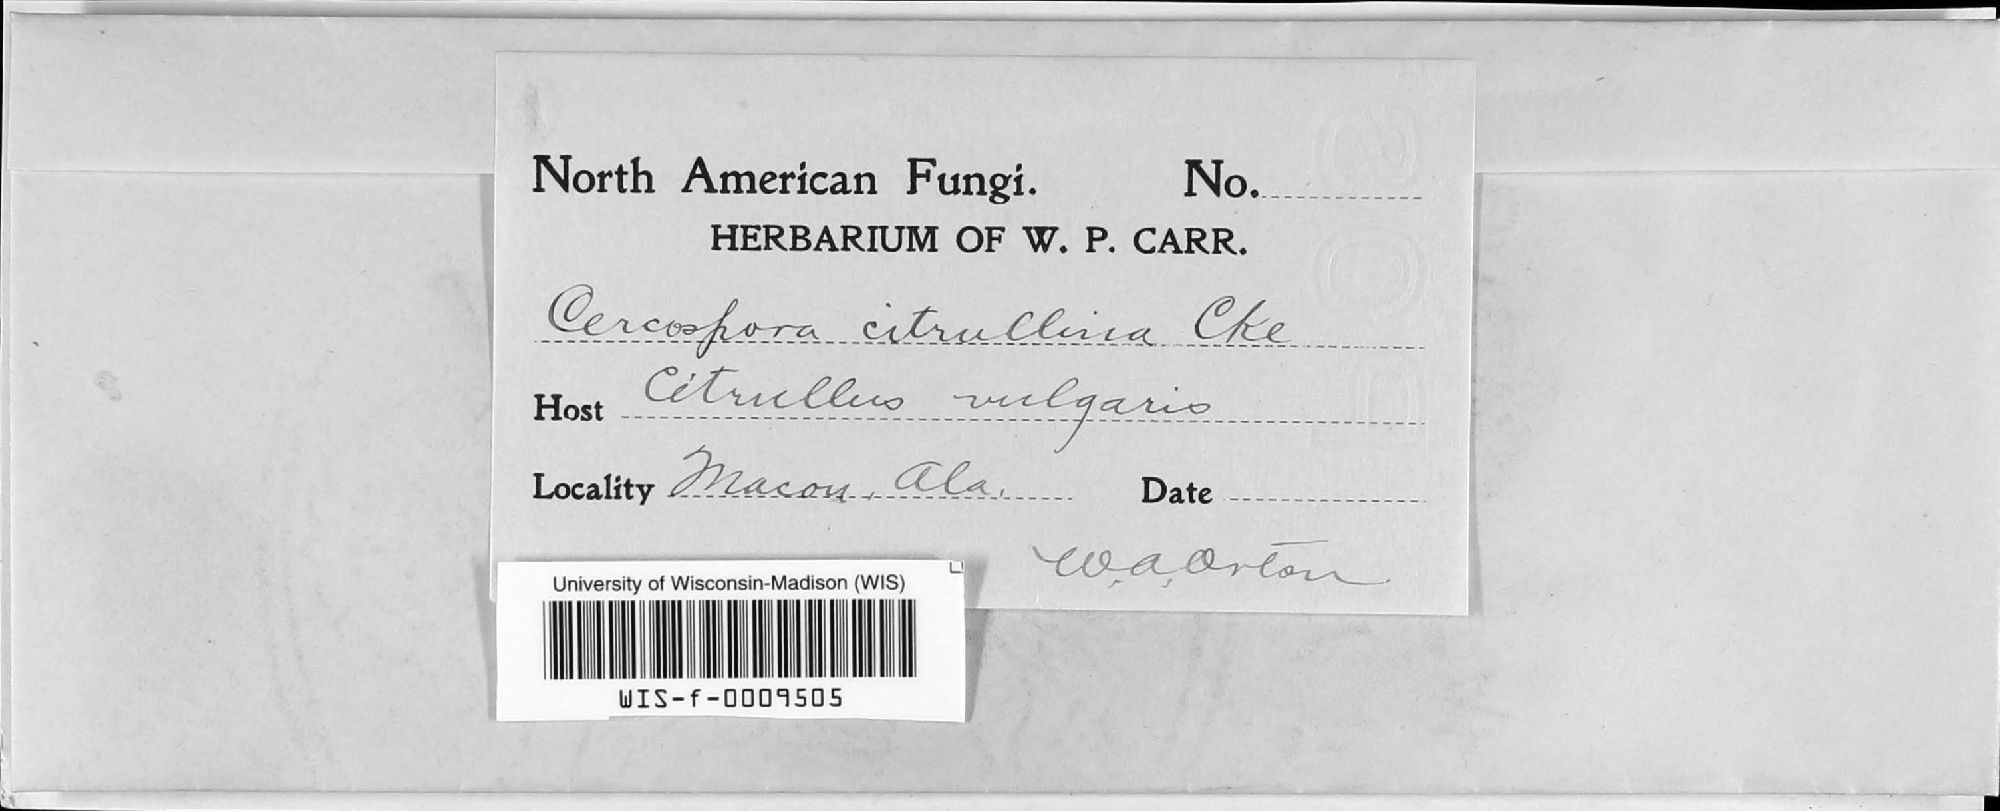 North American Fungi. No.
HERBARIUM OF W. P. CARR.
Cercospora citrullina Cke
Host Citrullus vulgaris
Locality Macon, Ala. Date
W.A. Orton
University of Wisconsin-Madison (WIS)
WIS-f-0009505